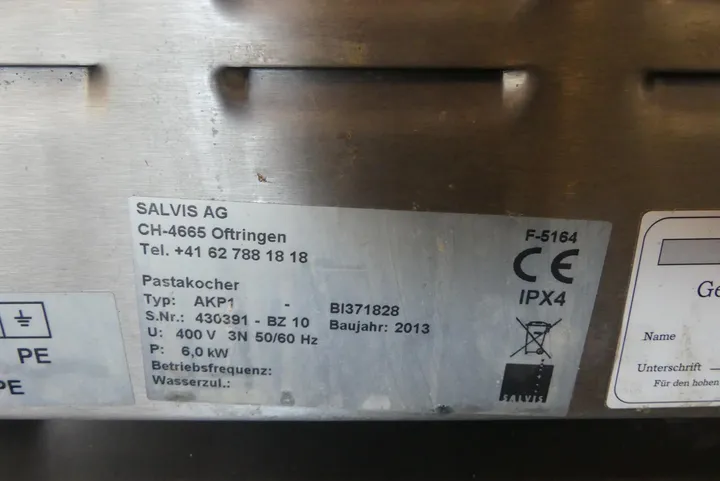 SALVIS AG
CH-4665 Oftringen
Tel. +41 62 788 18 18
F-5164
CE
IPX4
Pastakocher
Typ: AKP1 - BI371828
S.Nr.: 430391 - BZ 10 Baujahr: 2013
U: 400 V 3N 50/60 Hz
P: 6,0 kW
Betriebsfrequenz:
Wasserzul.:
SALVIS
PE
PE
Ge
Name
Unterschrift
Für den hohen